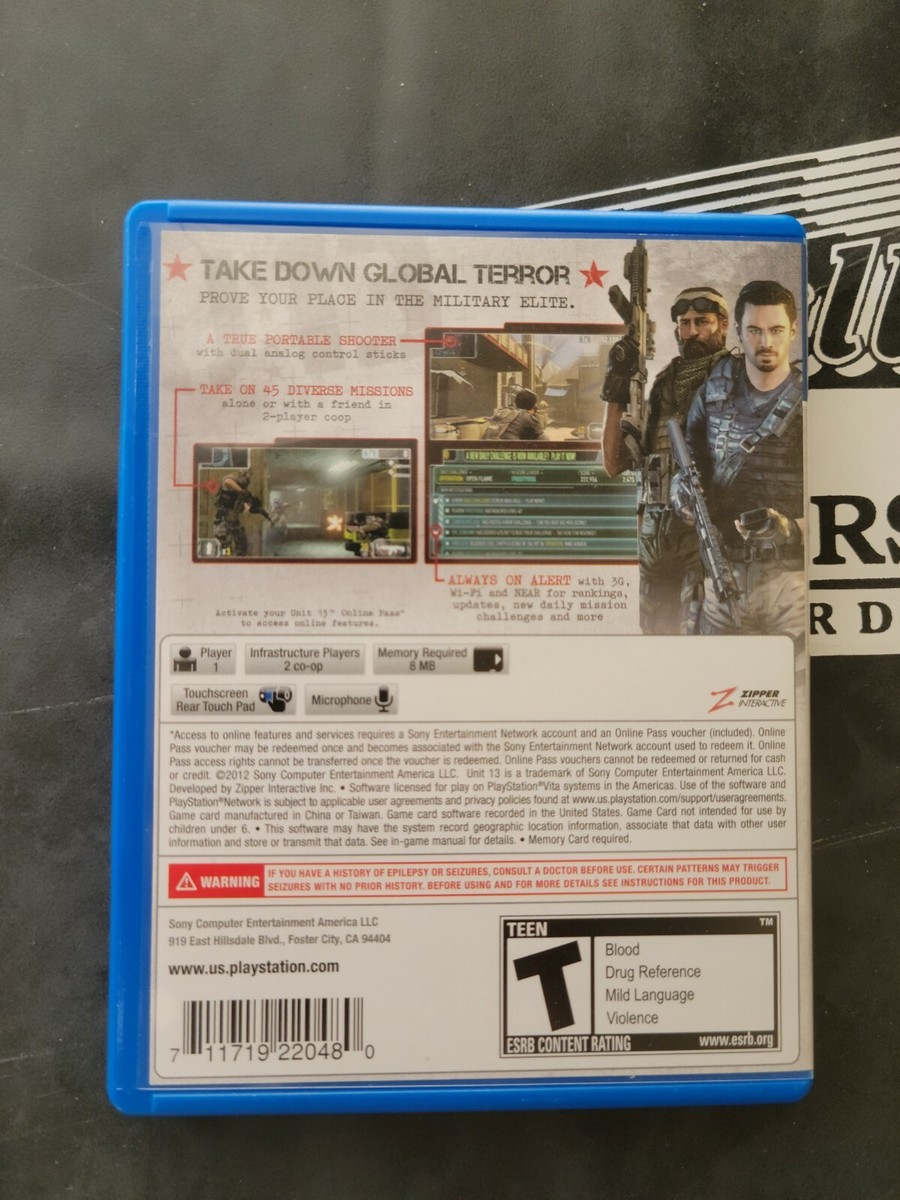 TAKE DOWN GLOBAL TERROR
PROVE YOUR PLACE IN THE MILITARY ELITE.
A TRUE PORTABLE SHOOTER
with dual analog control sticks
TAKE ON 45 DIVERSE MISSIONS
alone or with a friend in
2-player coop
A NEW DAILY CHALLENGE IS NOW AVAILABLE! PLAY IT NOW!
ALWAYS ON ALERT with 3G,
Wi-Fi and NEAR for rankings,
updates, new daily mission
challenges and more
Activate your Unit 13™ Online Pass*
to access online features.
Player
1
Infrastructure Players
2 co-op
Memory Required
8 MB
Touchscreen
Rear Touch Pad
Microphone
ZIPPER
INTERACTIVE
*Access to online features and services requires a Sony Entertainment Network account and an Online Pass voucher (included). Online
Pass voucher may be redeemed once and becomes associated with the Sony Entertainment Network account used to redeem it. Online
Pass access rights cannot be transferred once the voucher is redeemed. Online Pass vouchers cannot be redeemed or returned for cash
or credit. ©2012 Sony Computer Entertainment America LLC. Unit 13 is a trademark of Sony Computer Entertainment America LLC.
Developed by Zipper Interactive Inc. • Software licensed for play on PlayStation®Vita systems in the Americas. Use of the software and
PlayStation®Network is subject to applicable user agreements and privacy policies found at www.us.playstation.com/support/useragreements.
Game card manufactured in China or Taiwan. Game card software recorded in the United States. Game Card not intended for use by
children under 6. • This software may have the system record geographic location information, associate that data with other user
information and store or transmit that data. See in-game manual for details. • Memory Card required.
WARNING
IF YOU HAVE A HISTORY OF EPILEPSY OR SEIZURES, CONSULT A DOCTOR BEFORE USE. CERTAIN PATTERNS MAY TRIGGER
SEIZURES WITH NO PRIOR HISTORY. BEFORE USING AND FOR MORE DETAILS SEE INSTRUCTIONS FOR THIS PRODUCT.
Sony Computer Entertainment America LLC
919 East Hillsdale Blvd., Foster City, CA 94404
www.us.playstation.com
7 11719 22048 0
TEEN ™
T
Blood
Drug Reference
Mild Language
Violence
ESRB CONTENT RATING www.esrb.org
RS
RD